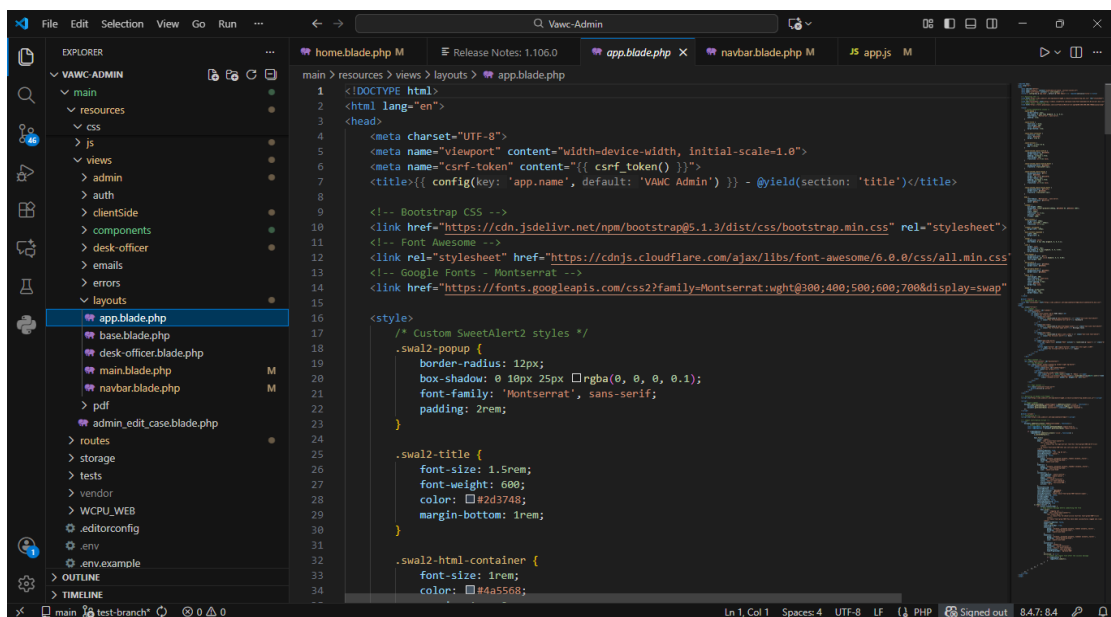 File Edit Selection View Go Run ···
Vawc-Admin
EXPLORER
VAWC-ADMIN
main
resources
css
js
views
admin
auth
clientSide
components
desk-officer
emails
errors
layouts
app.blade.php
base.blade.php
desk-officer.blade.php
main.blade.php M
navbar.blade.php M
pdf
admin_edit_case.blade.php
routes
storage
tests
vendor
WCPU_WEB
.editorconfig
.env
.env.example
OUTLINE
TIMELINE
46
1
home.blade.php M Release Notes: 1.106.0 app.blade.php navbar.blade.php M JS app.js M
main > resources > views > layouts > app.blade.php
1 <!DOCTYPE html>
2 <html lang="en">
3 <head>
4 <meta charset="UTF-8">
5 <meta name="viewport" content="width=device-width, initial-scale=1.0">
6 <meta name="csrf-token" content="{{ csrf_token() }}">
7 <title>{{ config(key: 'app.name', default: 'VAWC Admin') }} - @yield(section: 'title')</title>
8
9 <!-- Bootstrap CSS -->
10 <link href="https://cdn.jsdelivr.net/npm/bootstrap@5.1.3/dist/css/bootstrap.min.css" rel="stylesheet">
11 <!-- Font Awesome -->
12 <link rel="stylesheet" href="https://cdnjs.cloudflare.com/ajax/libs/font-awesome/6.0.0/css/all.min.css"
13 <!-- Google Fonts - Montserrat -->
14 <link href="https://fonts.googleapis.com/css2?family=Montserrat:wght@300;400;500;600;700&display=swap"
15
16 <style>
17 /* Custom SweetAlert2 styles */
18 .swal2-popup {
19 border-radius: 12px;
20 box-shadow: 0 10px 25px rgba(0, 0, 0, 0.1);
21 font-family: 'Montserrat', sans-serif;
22 padding: 2rem;
23 }
24
25 .swal2-title {
26 font-size: 1.5rem;
27 font-weight: 600;
28 color: #2d3748;
29 margin-bottom: 1rem;
30 }
31
32 .swal2-html-container {
33 font-size: 1rem;
34 color: #4a5568;
main test-branch* 0 0 Ln 1, Col 1 Spaces: 4 UTF-8 LF PHP Signed out 8.4.7: 8.4